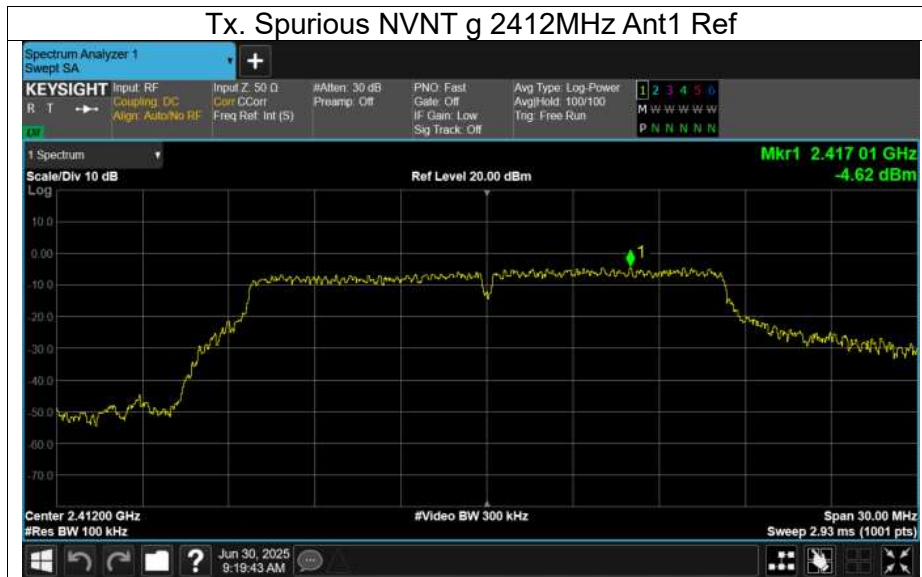 Tx. Spurious NVNT g 2412MHz Ant1 Ref
Spectrum Analyzer 1
Swept SA
+
KEYSIGHT
R T
Input: RF
Coupling: DC
Align: Auto/No RF
Input Z: 50 Ω
Corr CCorr
Freq Ref: Int (S)
#Atten: 30 dB
Preamp: Off
PNO: Fast
Gate: Off
IF Gain: Low
Sig Track: Off
Avg Type: Log-Power
Avg|Hold: 100/100
Trig: Free Run
1 2 3 4 5 6
M W W W W W
P N N N N N
1 Spectrum
Scale/Div 10 dB
Ref Level 20.00 dBm
Mkr1 2.417 01 GHz
-4.62 dBm
Log
10.0
0.00
-10.0
-20.0
-30.0
-40.0
-50.0
-60.0
-70.0
1
Center 2.41200 GHz
#Video BW 300 kHz
Span 30.00 MHz
#Res BW 100 kHz
Sweep 2.93 ms (1001 pts)
?
Jun 30, 2025
9:19:43 AM